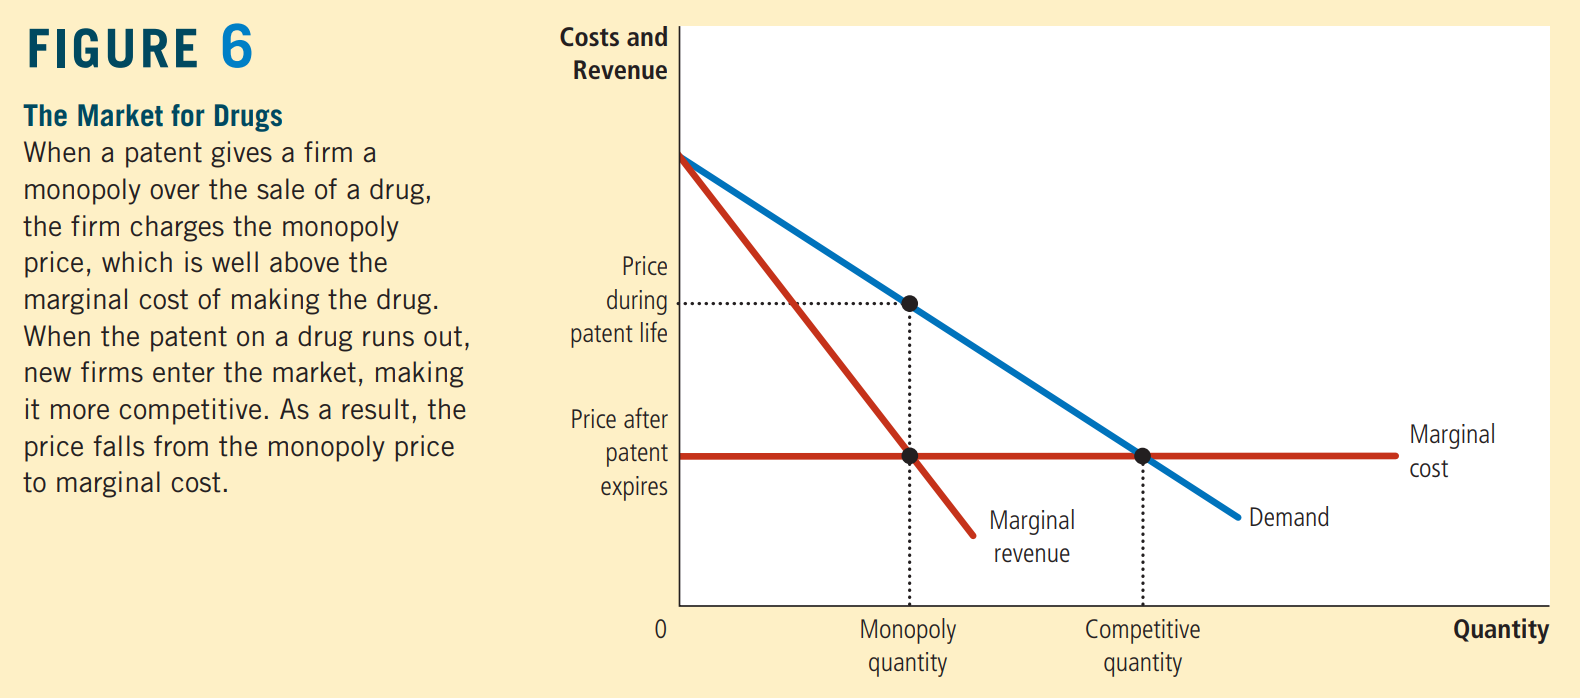 FIGURE 6
The Market for Drugs
When a patent gives a firm a
monopoly over the sale of a drug,
the firm charges the monopoly
price, which is well above the
marginal cost of making the drug.
When the patent on a drug runs out,
new firms enter the market, making
it more competitive. As a result, the
price falls from the monopoly price
to marginal cost.
Costs and
Revenue
Price
during
patent life
Price after
patent
expires
Marginal
cost
Marginal
revenue
Demand
0
Monopoly
quantity
Competitive
quantity
Quantity